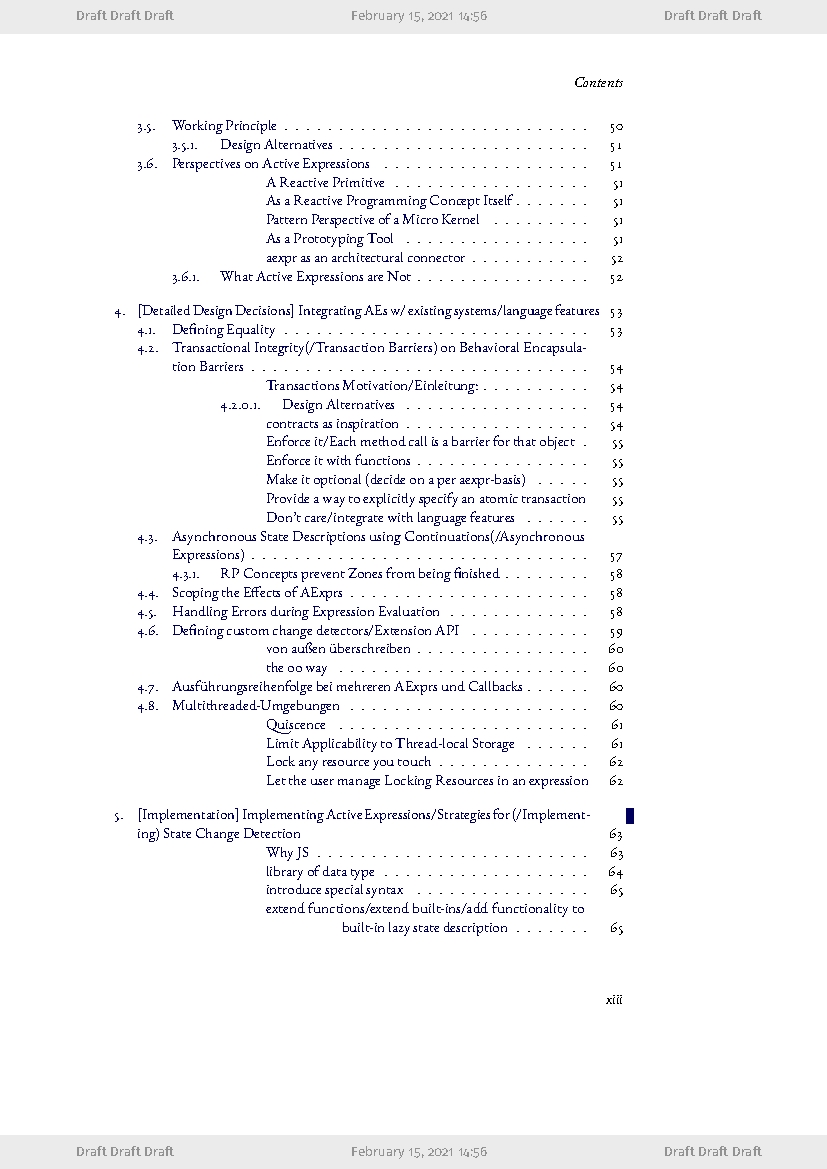 Draft Draft Draft February 15, 2021 14:56 Draft Draft Draft
Contents
3.5. Working Principle . . . . . . . . . . . . . . . . . . . . . . . . . . . . 50
3.5.1. Design Alternatives . . . . . . . . . . . . . . . . . . . . . . . 51
3.6. Perspectives on Active Expressions . . . . . . . . . . . . . . . . . . . 51
A Reactive Primitive . . . . . . . . . . . . . . . . . . 51
As a Reactive Programming Concept Itself . . . . . . . 51
Pattern Perspective of a Micro Kernel . . . . . . . . . 51
As a Prototyping Tool . . . . . . . . . . . . . . . . . 51
aexpr as an architectural connector . . . . . . . . . . . 52
3.6.1. What Active Expressions are Not . . . . . . . . . . . . . . . . 52
4. [Detailed Design Decisions] Integrating AEs w/ existing systems/language features 53
4.1. Defining Equality . . . . . . . . . . . . . . . . . . . . . . . . . . . . 53
4.2. Transactional Integrity(/Transaction Barriers) on Behavioral Encapsula-
tion Barriers . . . . . . . . . . . . . . . . . . . . . . . . . . . . . . . 54
Transactions Motivation/Einleitung: . . . . . . . . . . 54
4.2.0.1. Design Alternatives . . . . . . . . . . . . . . . . . 54
contracts as inspiration . . . . . . . . . . . . . . . . . 54
Enforce it/Each method call is a barrier for that object . 55
Enforce it with functions . . . . . . . . . . . . . . . . 55
Make it optional (decide on a per aexpr-basis) . . . . . 55
Provide a way to explicitly specify an atomic transaction 55
Don't care/integrate with language features . . . . . . 55
4.3. Asynchronous State Descriptions using Continuations(/Asynchronous
Expressions) . . . . . . . . . . . . . . . . . . . . . . . . . . . . . . . 57
4.3.1. RP Concepts prevent Zones from being finished . . . . . . . . 58
4.4. Scoping the Effects of AExprs . . . . . . . . . . . . . . . . . . . . . . 58
4.5. Handling Errors during Expression Evaluation . . . . . . . . . . . . . 58
4.6. Defining custom change detectors/Extension API . . . . . . . . . . . 59
von außen überschreiben . . . . . . . . . . . . . . . . 60
the oo way . . . . . . . . . . . . . . . . . . . . . . . 60
4.7. Ausführungsreihenfolge bei mehreren AExprs und Callbacks . . . . . . 60
4.8. Multithreaded-Umgebungen . . . . . . . . . . . . . . . . . . . . . . 60
Quiscence . . . . . . . . . . . . . . . . . . . . . . . 61
Limit Applicability to Thread-local Storage . . . . . . 61
Lock any resource you touch . . . . . . . . . . . . . . 62
Let the user manage Locking Resources in an expression 62
5. [Implementation] Implementing Active Expressions/Strategies for (/Implement-
ing) State Change Detection 63
Why JS . . . . . . . . . . . . . . . . . . . . . . . . . 63
library of data type . . . . . . . . . . . . . . . . . . . 64
introduce special syntax . . . . . . . . . . . . . . . . 65
extend functions/extend built-ins/add functionality to
built-in lazy state description . . . . . . . 65
xiii
Draft Draft Draft February 15, 2021 14:56 Draft Draft Draft